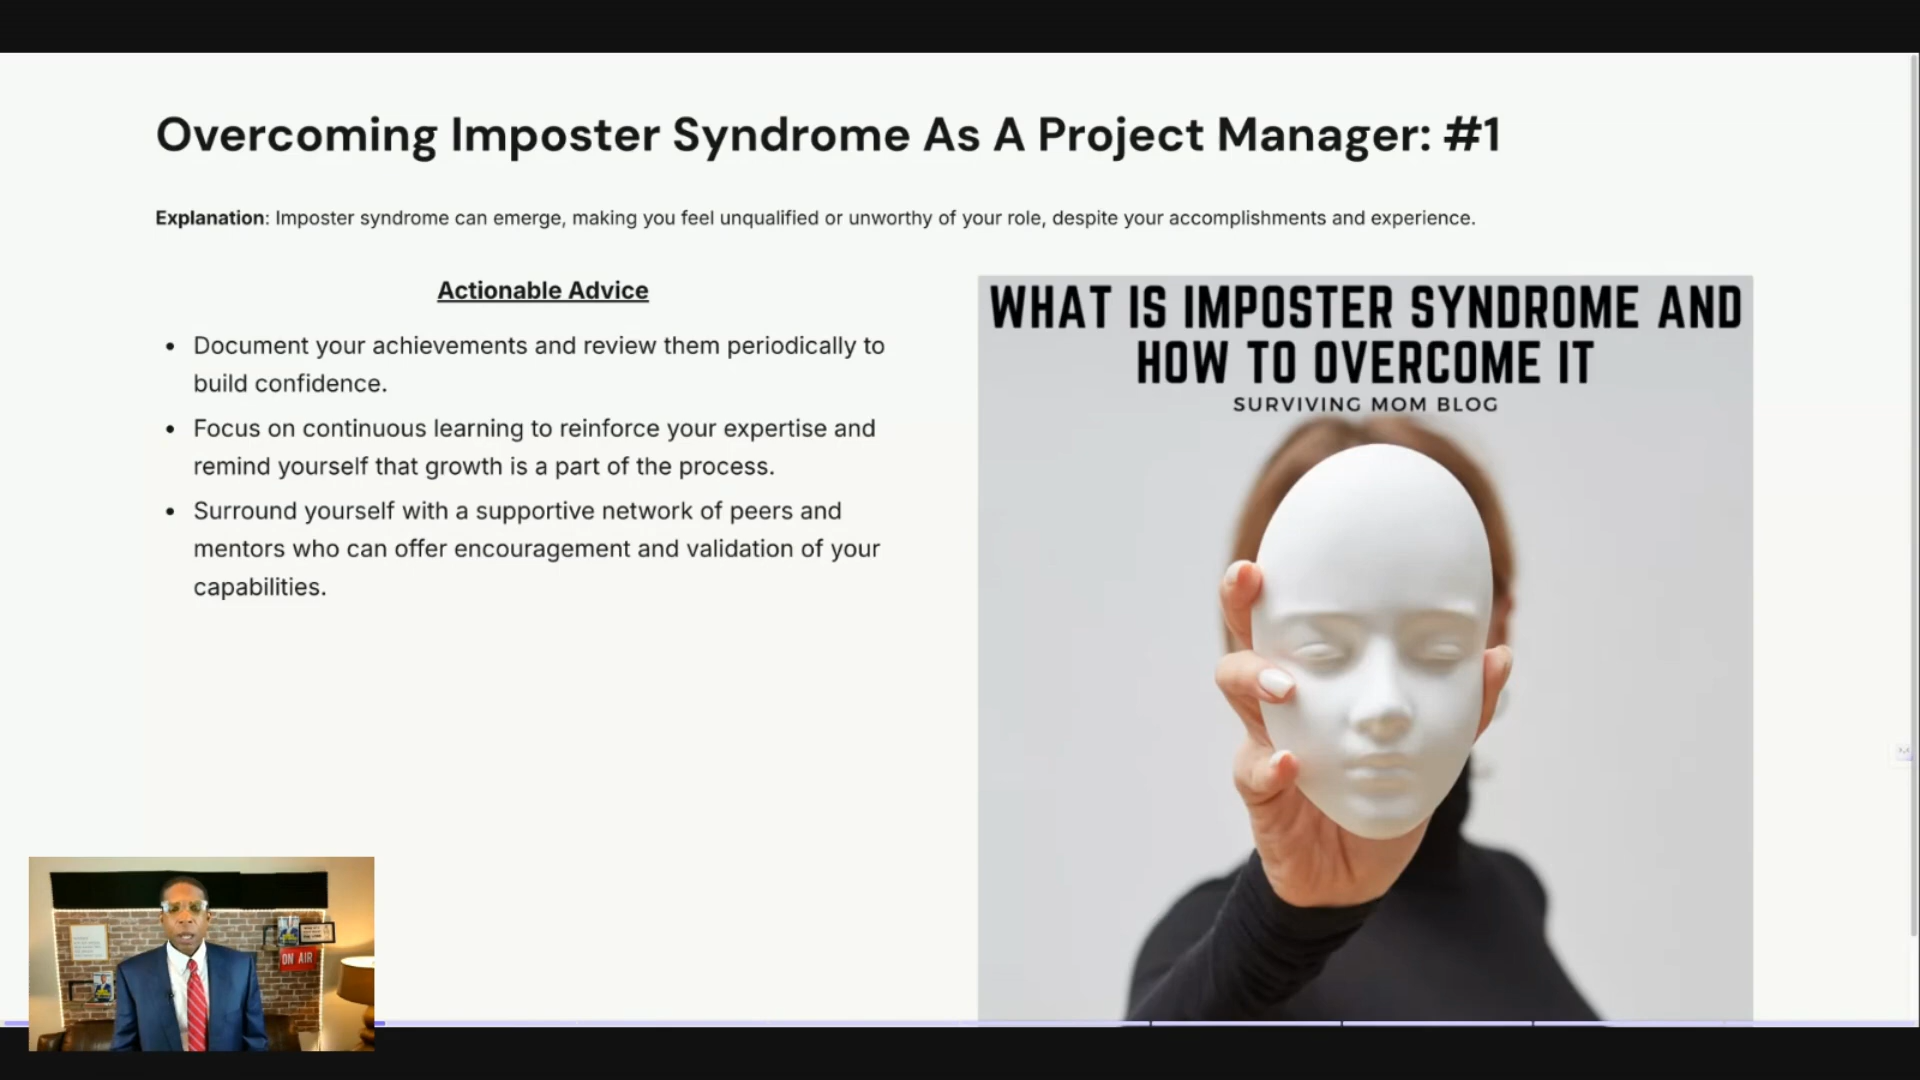 Overcoming Imposter Syndrome As A Project Manager: #1
Explanation: Imposter syndrome can emerge, making you feel unqualified or unworthy of your role, despite your accomplishments and experience.
Actionable Advice
• Document your achievements and review them periodically to
build confidence.
• Focus on continuous learning to reinforce your expertise and
remind yourself that growth is a part of the process.
• Surround yourself with a supportive network of peers and
mentors who can offer encouragement and validation of your
capabilities.
WHAT IS IMPOSTER SYNDROME AND
HOW TO OVERCOME IT
SURVIVING MOM BLOG
ON AIR